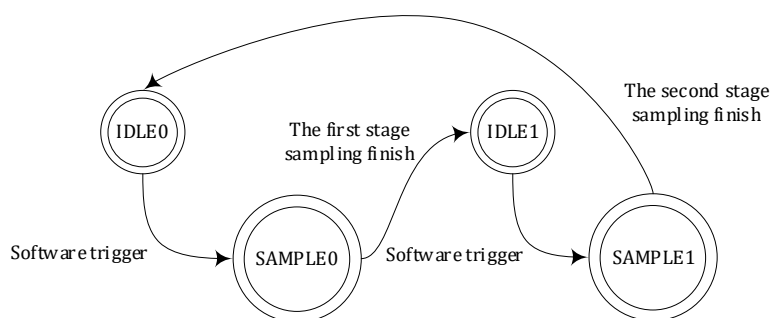 The second stage
sampling finish
IDLE0
The first stage
sampling finish
IDLE1
Software trigger
SAMPLE0
Software trigger
SAMPLE1